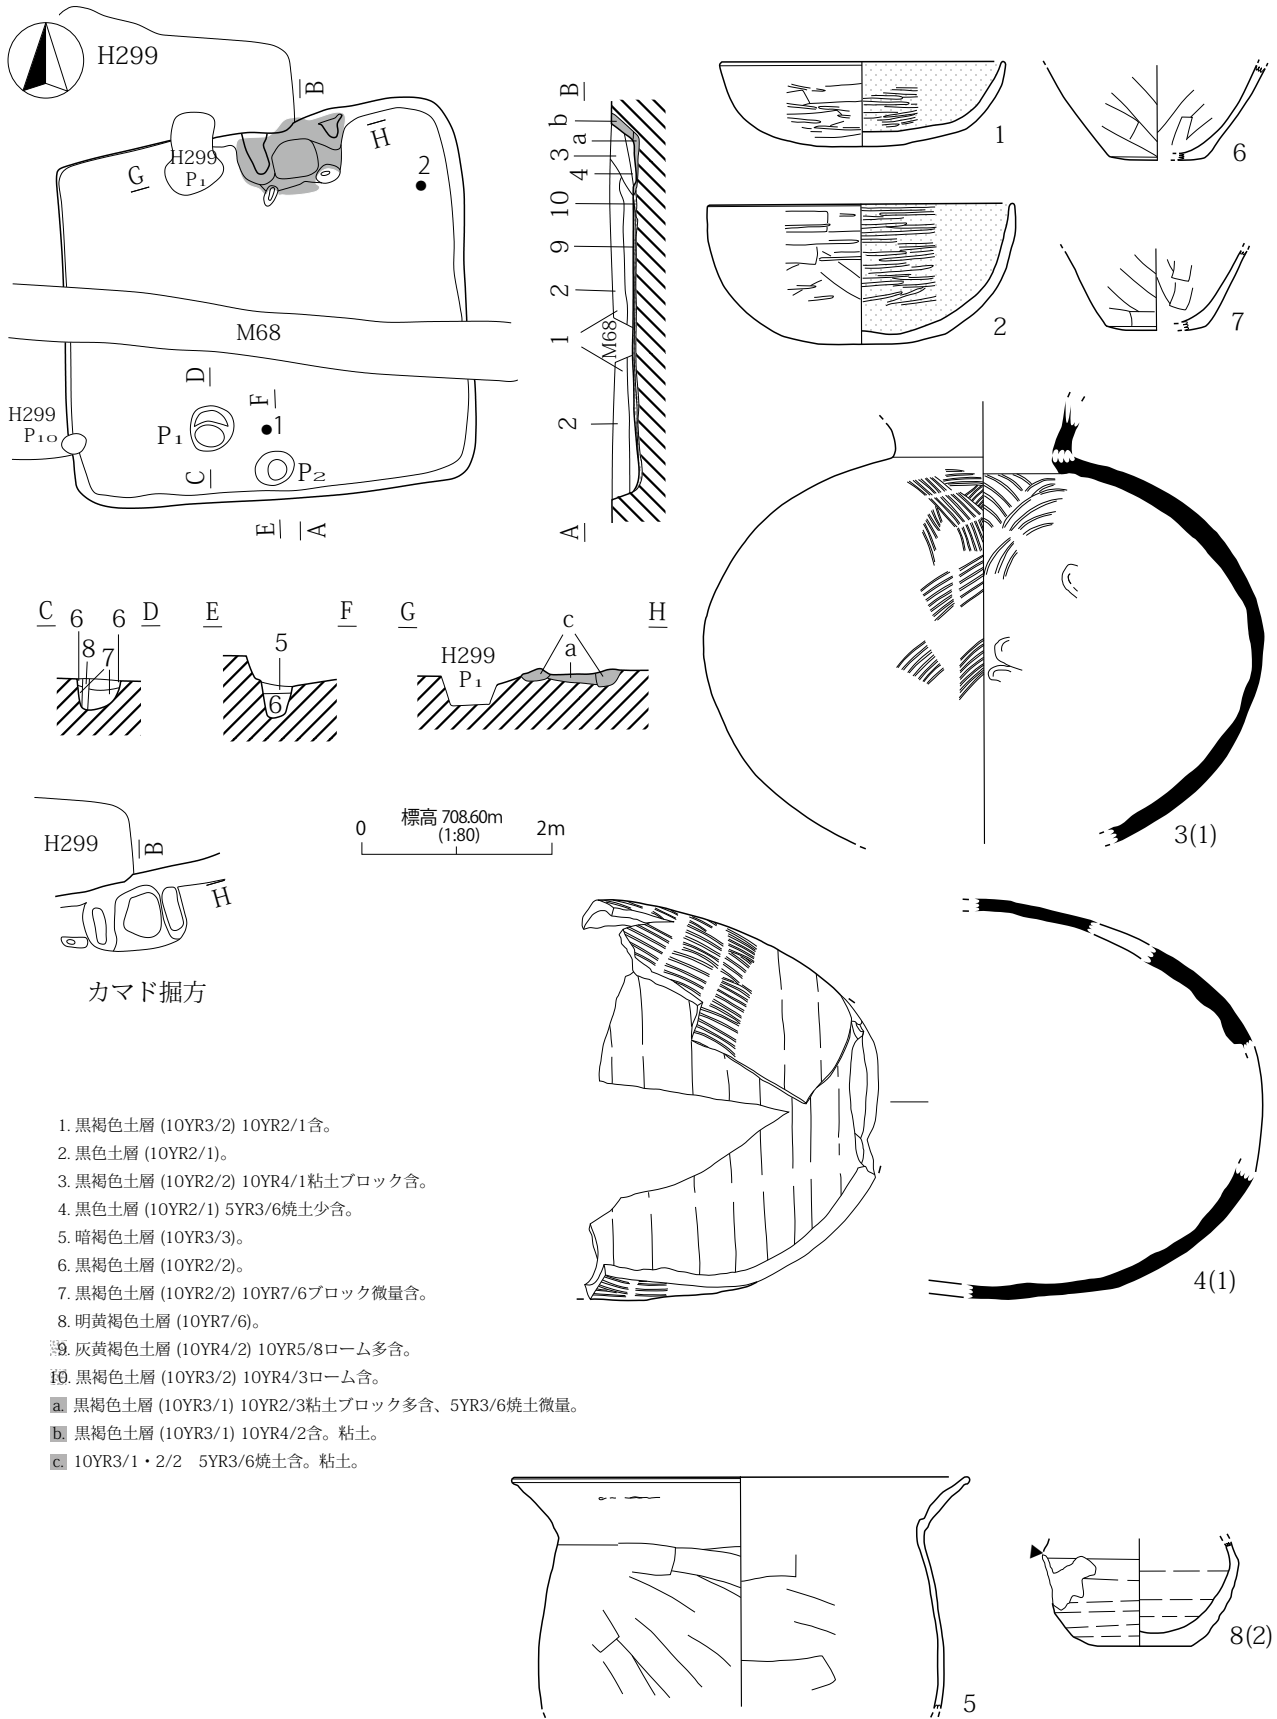 H299
B
H
G
H299
P₁
2
M68
D
F
1
P₁
C
P₂
H299
P₁₀
E
A
B
b
a
3
4
10
9
2
1
M68
2
A
1
2
6
7
3(1)
C
6
6
D
8
7
E
5
6
F
G
H299
P₁
c
a
H
H299
B
H
カマド掘方
標高 708.60m
0
(1:80)
2m
4(1)
1. 黒褐色土層 (10YR3/2) 10YR2/1含。
2. 黒色土層 (10YR2/1)。
3. 黒褐色土層 (10YR2/2) 10YR4/1粘土ブロック含。
4. 黒色土層 (10YR2/1) 5YR3/6焼土少含。
5. 暗褐色土層 (10YR3/3)。
6. 黒褐色土層 (10YR2/2)。
7. 黒褐色土層 (10YR2/2) 10YR7/6ブロック微量含。
8. 明黄褐色土層 (10YR7/6)。
9. 灰黄褐色土層 (10YR4/2) 10YR5/8ローム多含。
10. 黒褐色土層 (10YR3/2) 10YR4/3ローム含。
a. 黒褐色土層 (10YR3/1) 10YR2/3粘土ブロック多含、5YR3/6焼土微量。
b. 黒褐色土層 (10YR3/1) 10YR4/2含。粘土。
c. 10YR3/1・2/2　5YR3/6焼土含。粘土。
5
8(2)